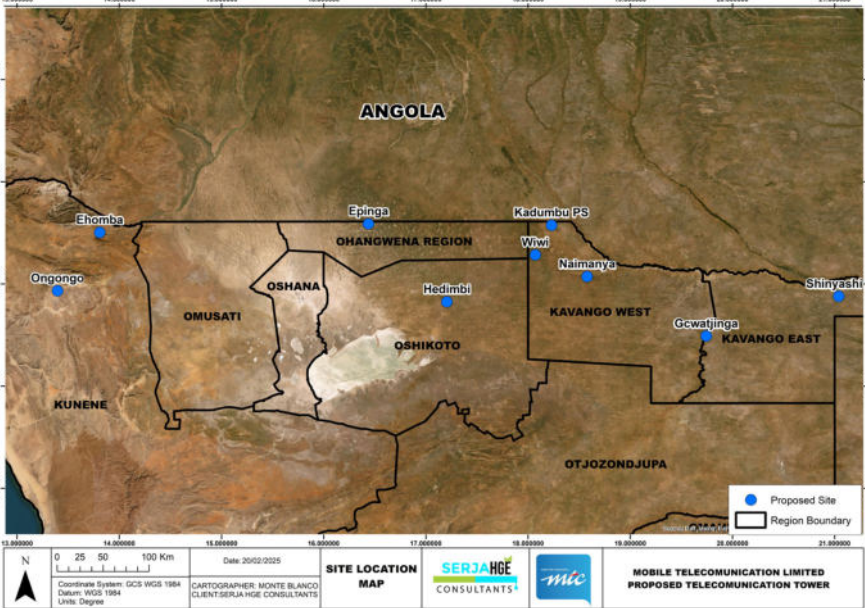 ANGOLA
Ehomba
Epinga
Kadumbu PS
OHANGWENA REGION
Wiwi
Naimanya
Ongongo
OSHANA
Hedimbi
Shinyashi
OMUSATI
KAVANGO WEST
Gcwatjinga
KAVANGO EAST
OSHIKOTO
KUNENE
OTJOZONDJUPA
Proposed Site
Region Boundary
13.000000 14.000000 15.000000 16.000000 17.000000 18.000000 19.000000 20.000000 21.000000
N
0 25 50 100 Km
Coordinate System: GCS WGS 1984
Datum: WGS 1984
Units: Degree
Date: 20/02/2025
CARTOGRAPHER: MONTE BLANCO
CLIENT:SERJA HGE CONSULTANTS
SITE LOCATION
MAP
SERJA HGE
CONSULTANTS
mtc
MOBILE TELECOMMUNICATION LIMITED
PROPOSED TELECOMUNICATION TOWER